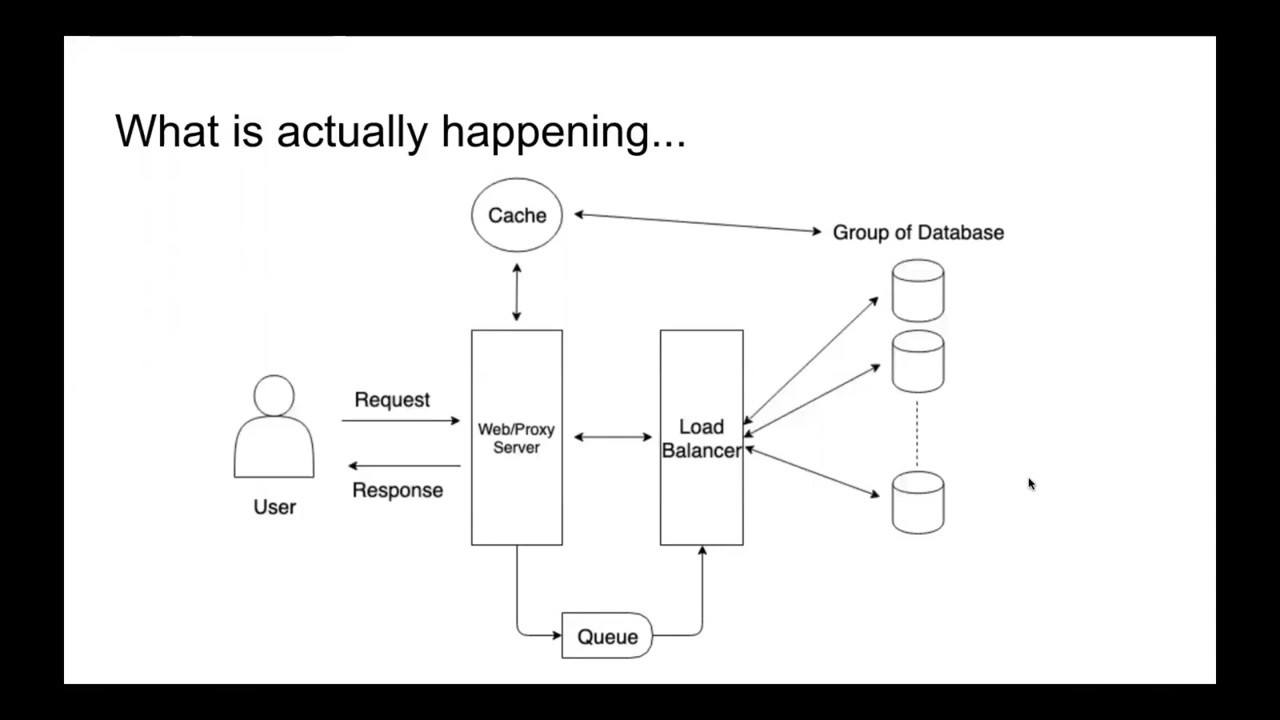 What is actually happening...
Cache
Group of Database
Request
Web/Proxy
Server
Load
Balancer
Response
User
Queue